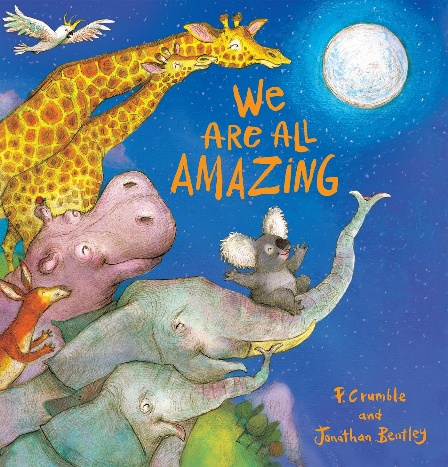 We
ARE ALL
AMAZING
P. Crumble
and
Jonathan Bentley